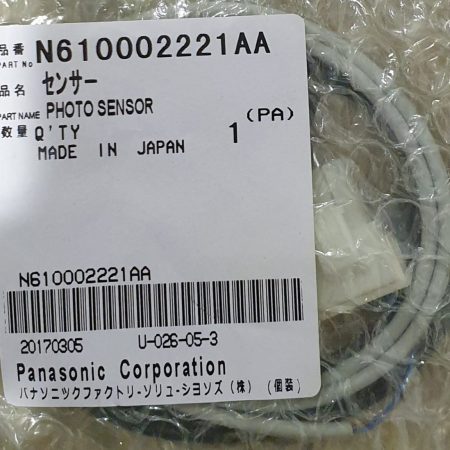 品番 PART No N610002221AA
品名 センサー
PART NAME PHOTO SENSOR
数量 Q'TY 1 (PA)
MADE IN JAPAN
N610002221AA
20170305 U-026-05-3
Panasonic Corporation
パナソニックファクトリーソリューションズ(株) (個装)